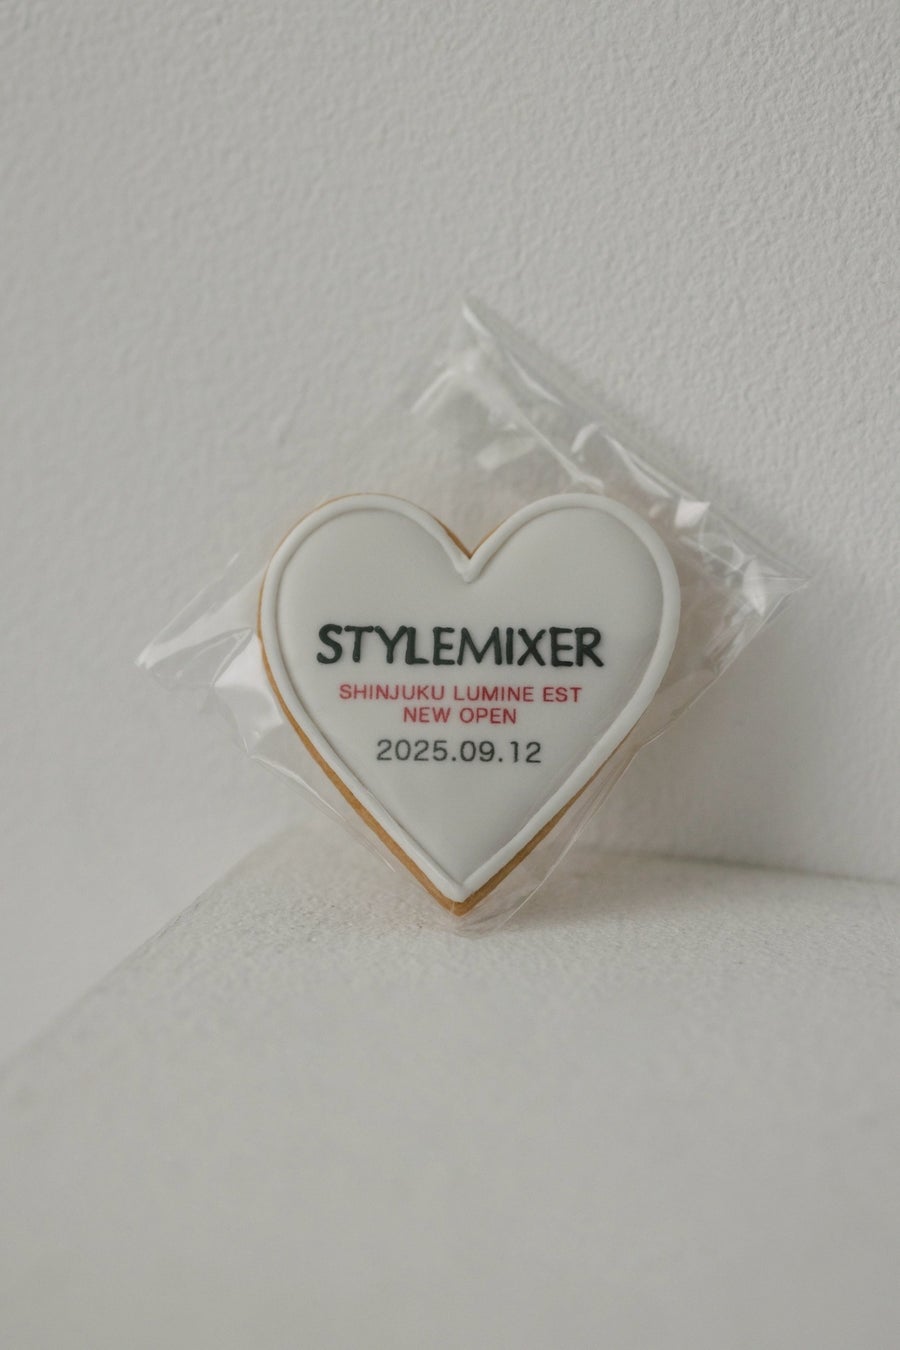 STYLEMIXER
SHINJUKU LUMINE EST
NEW OPEN
2025.09.12